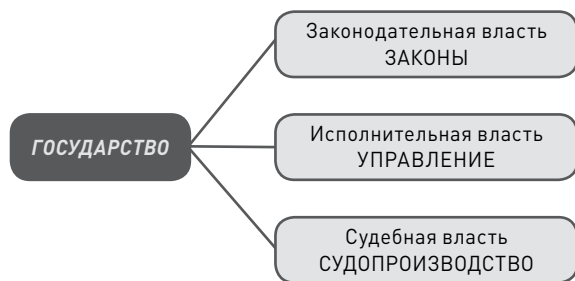 Законодательная власть
ЗАКОНЫ
ГОСУДАРСТВО
Исполнительная власть
УПРАВЛЕНИЕ
Судебная власть
СУДОПРОИЗВОДСТВО